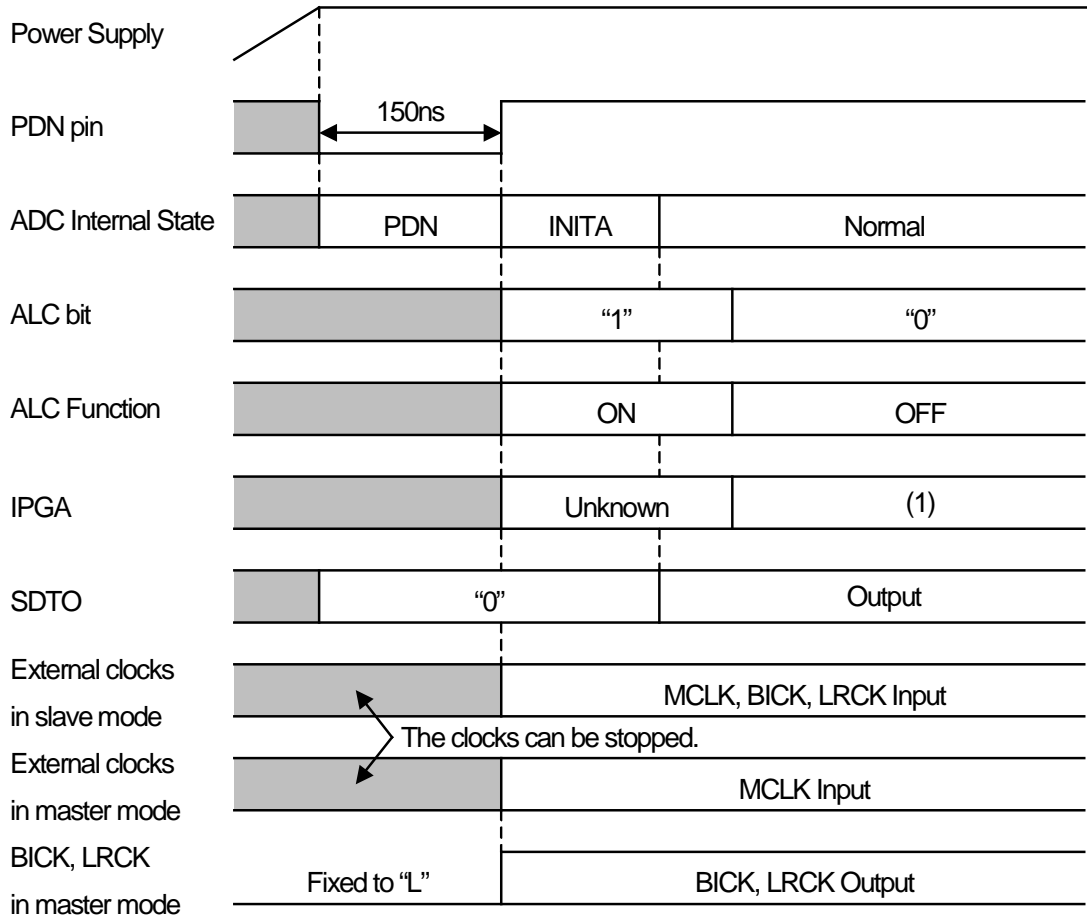 Power Supply
PDN pin
150ns
ADC Internal State
PDN
INITA
Normal
ALC bit
“1”
“0”
ALC Function
ON
OFF
IPGA
Unknown
(1)
SDTO
“0”
Output
External clocks
in slave mode
MCLK, BICK, LRCK Input
The clocks can be stopped.
External clocks
in master mode
MCLK Input
BICK, LRCK
in master mode
Fixed to “L”
BICK, LRCK Output